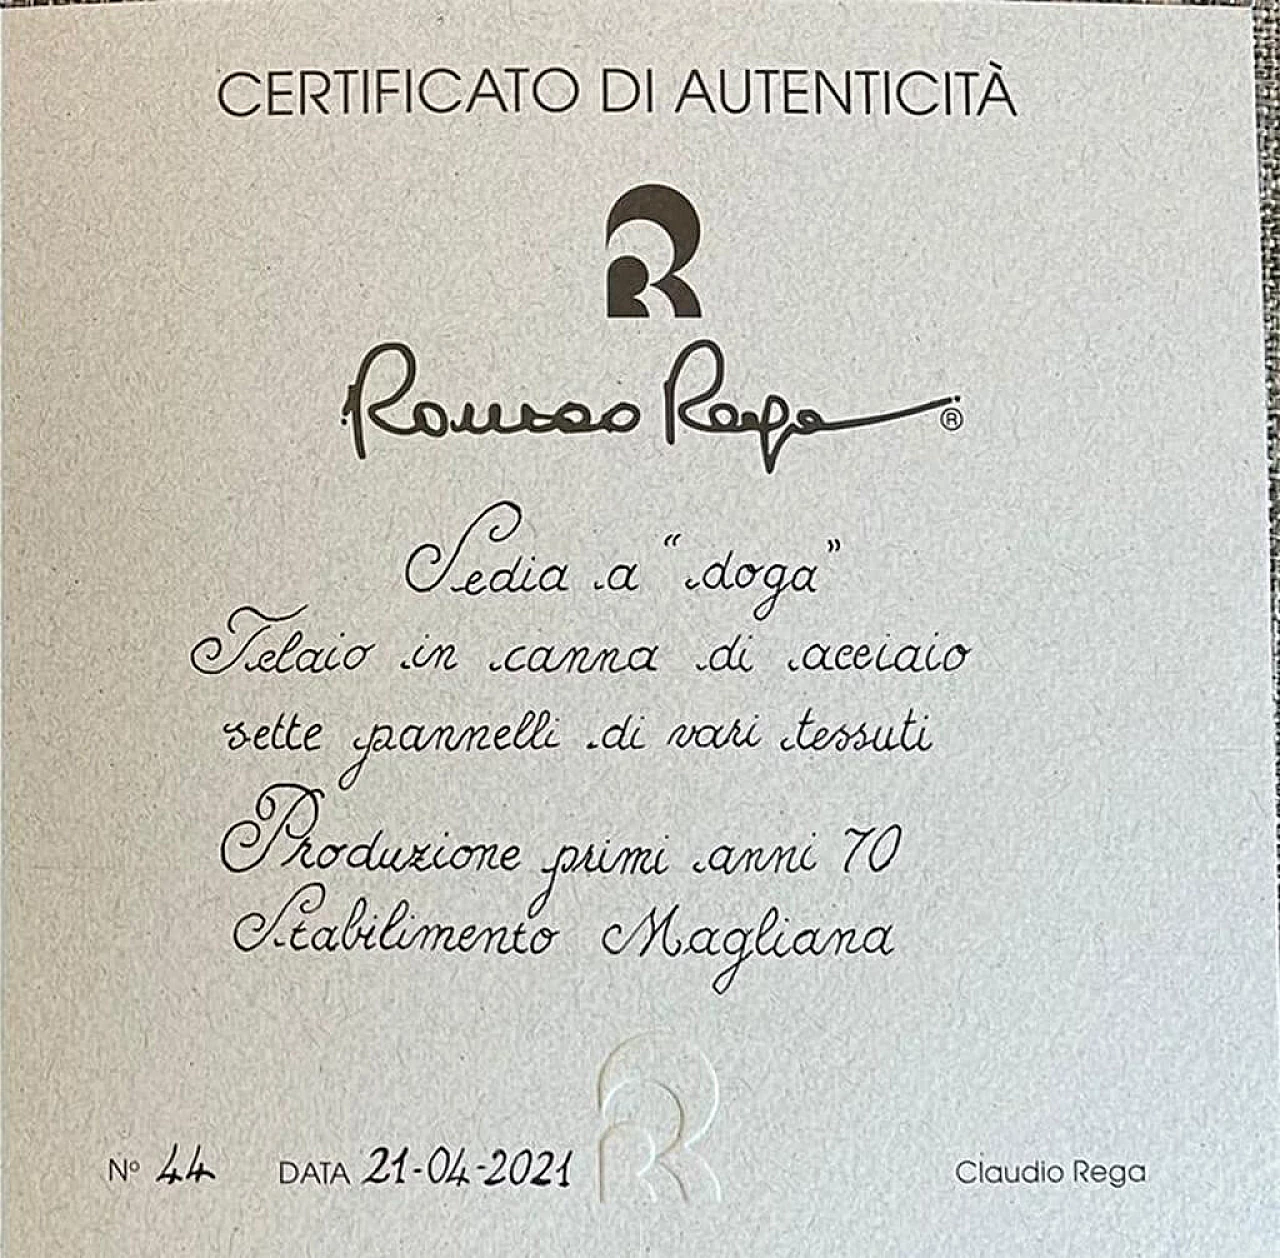 CERTIFICATO DI AUTENTICITÀ
Romeo Rega ®
Sedia a “doga”
Telaio in canna di acciaio
sette pannelli di vari tessuti
Produzione primi anni 70
Stabilimento Magliana
Nº 44 DATA 21-04-2021 Claudio Rega